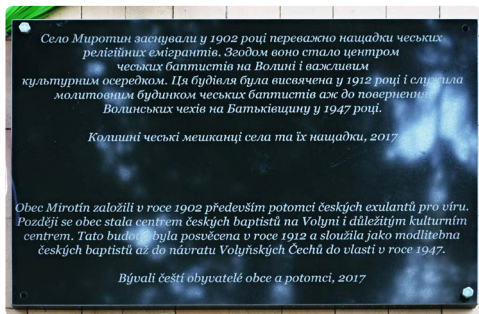 Село Миротин заснували у 1902 році переважно нащадки чеських
релігійних емігрантів. Згодом воно стало центром
чеських баптистів на Волині і важливим
культурним осередком. Ця будівля була висвячена у 1912 році і служила
молитовним будинком чеських баптистів аж до повернення
Волинських чехів на Батьківщину у 1947 році.
Колишні чеські мешканці села та їх нащадки, 2017
Obec Mirotín založili v roce 1902 především potomci českých exulantů pro víru.
Později se obec stala centrem českých baptistů na Volyni i důležitým kulturním
centrem. Tato budova byla posvěcena v roce 1912 a sloužila jako modlitebna
českých baptistů až do návratu Volyňských Čechů do vlasti v roce 1947.
Bývalí čeští obyvatelé obce a potomci, 2017